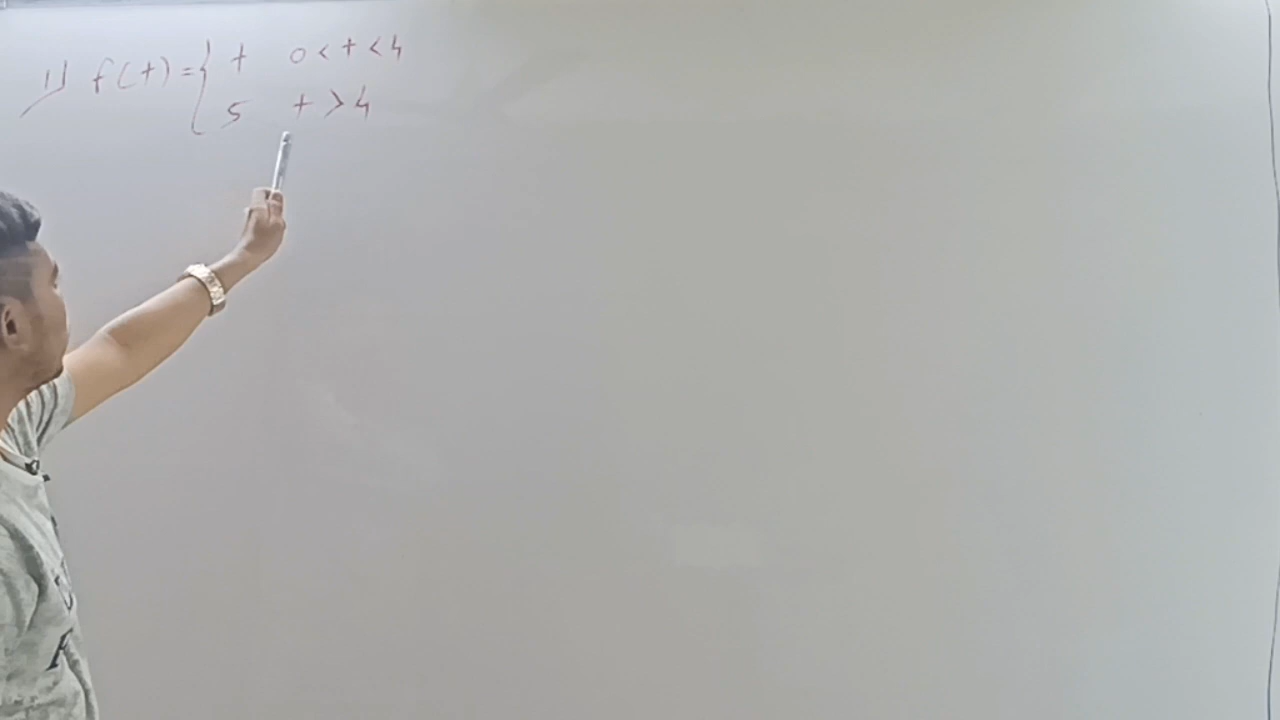 1) f(t) = { t 0 < t < 4
5 t > 4